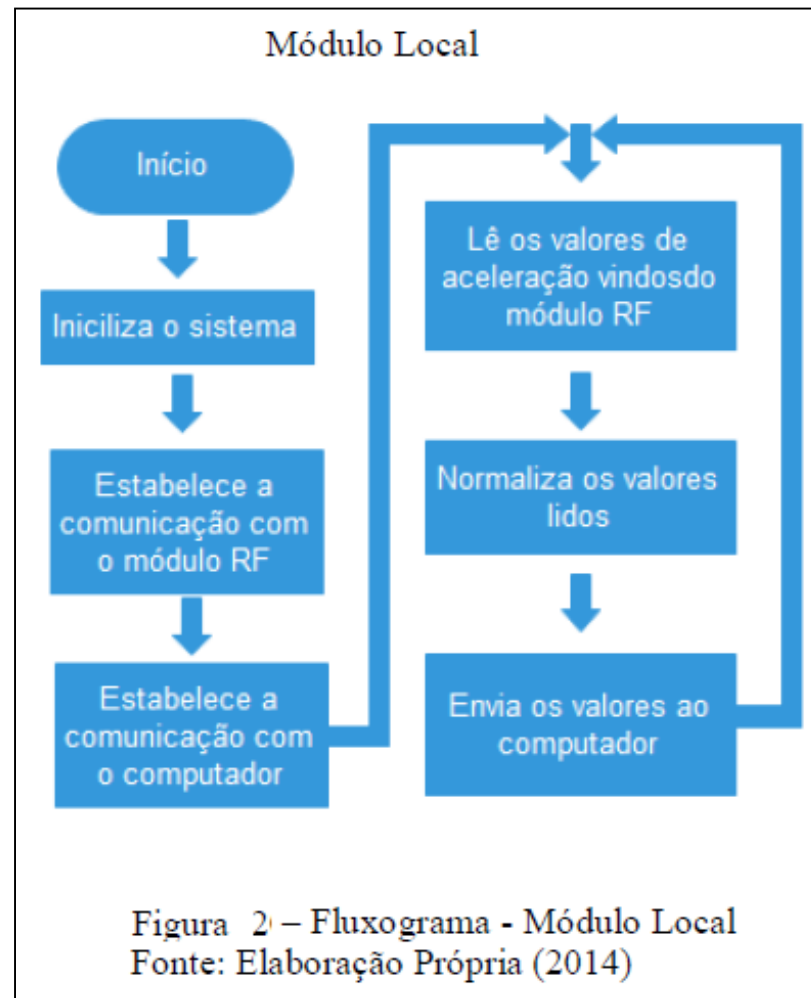 Módulo Local
Início
Iniciliza o sistema
Estabelece a
comunicação com
o módulo RF
Estabelece a
comunicação com
o computador
Lê os valores de
aceleração vindosdo
módulo RF
Normaliza os valores
lidos
Envia os valores ao
computador
Figura – Fluxograma - Módulo Local
Fonte: Elaboração Própria (2014)